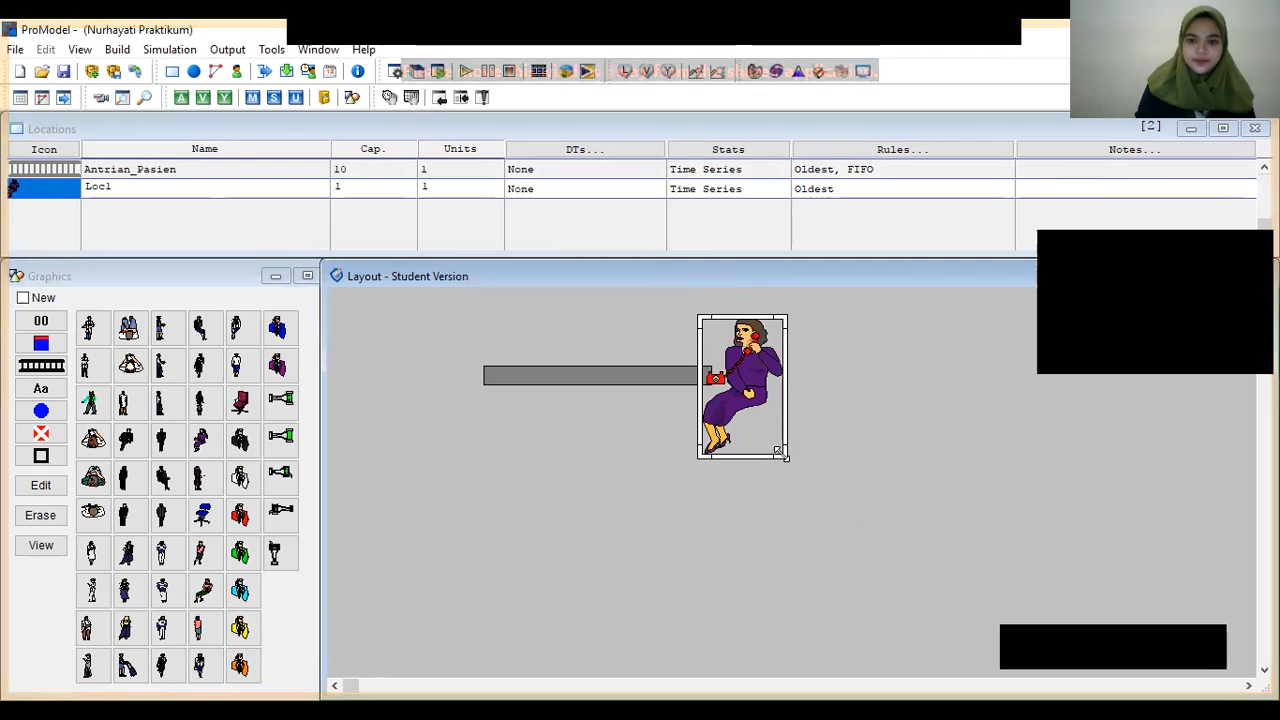 ProModel - (Nurhayati Praktikum)
File Edit View Build Simulation Output Tools Window Help
Locations
[2]
Icon Name Cap. Units DTs... Stats Rules... Notes...
Antrian_Pasien 10 1 None Time Series Oldest, FIFO
Loc1 1 1 None Time Series Oldest
Graphics
Layout - Student Version
New
00
Aa
Edit
Erase
View